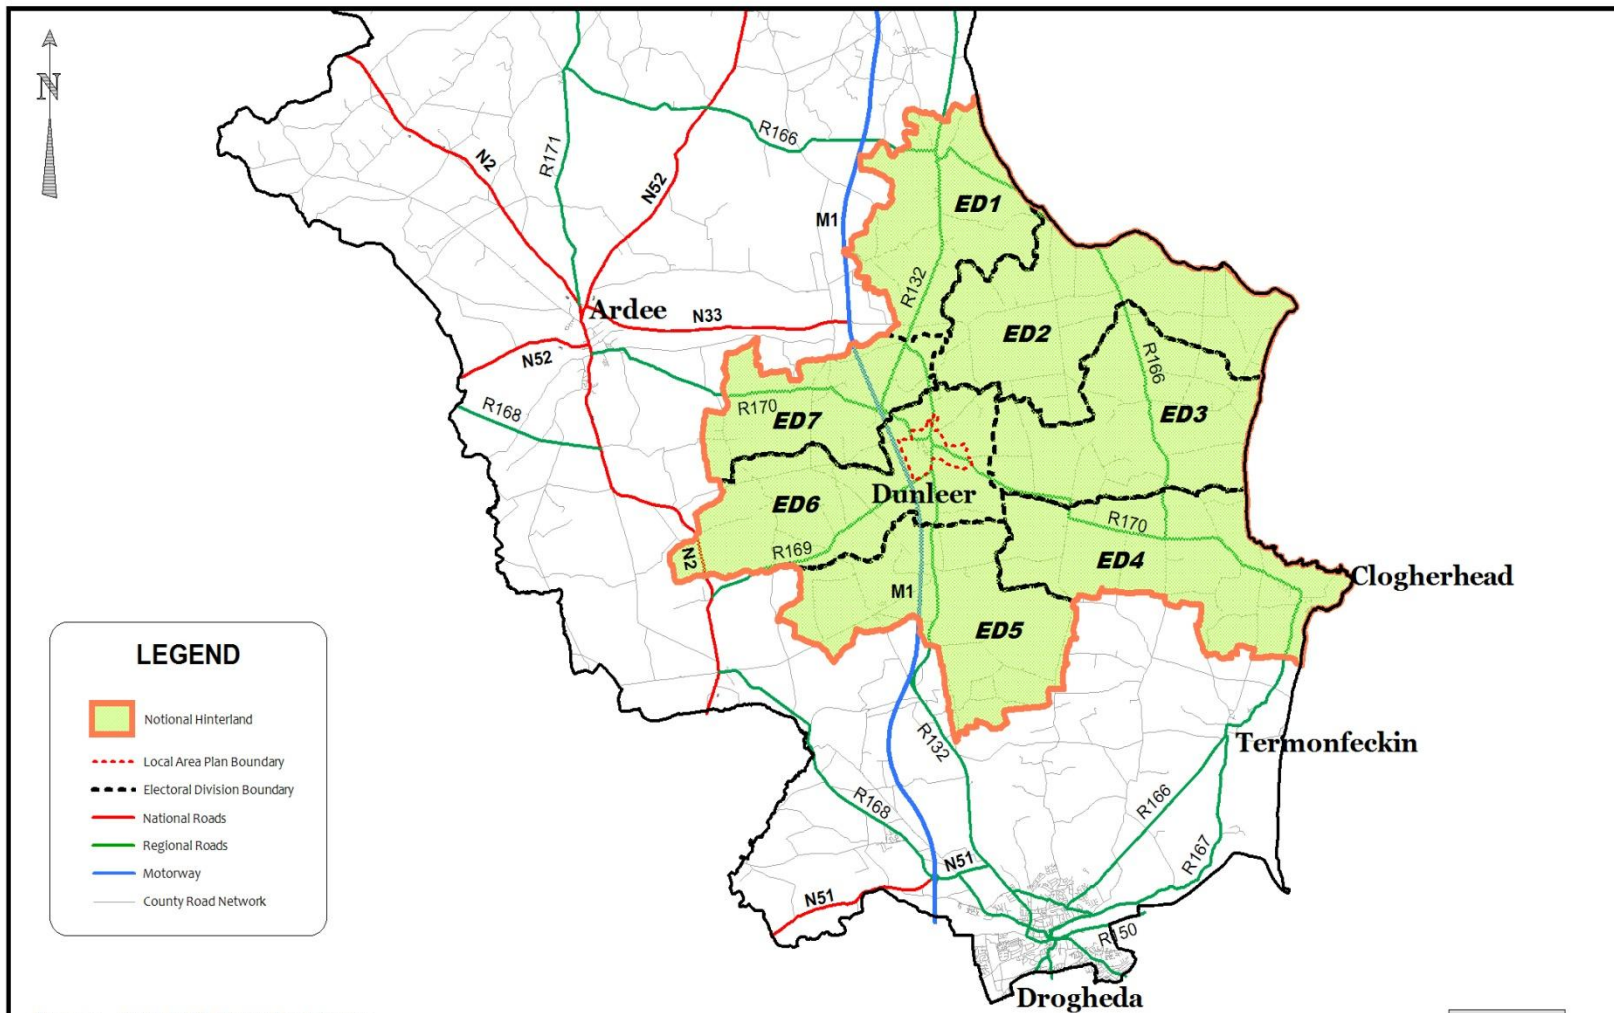 N
R166
R171
N2
N52
ED1
M1
R132
Ardee
N33
ED2
N52
R166
R168
R170
ED7
ED3
Dunleer
ED6
R170
R169
N2
ED4
Clogherhead
M1
ED5
LEGEND
Notional Hinterland
Local Area Plan Boundary
Electoral Division Boundary
National Roads
Regional Roads
Motorway
County Road Network
R132
Termonfeckin
R168
R166
R167
N51
N51
R150
Drogheda